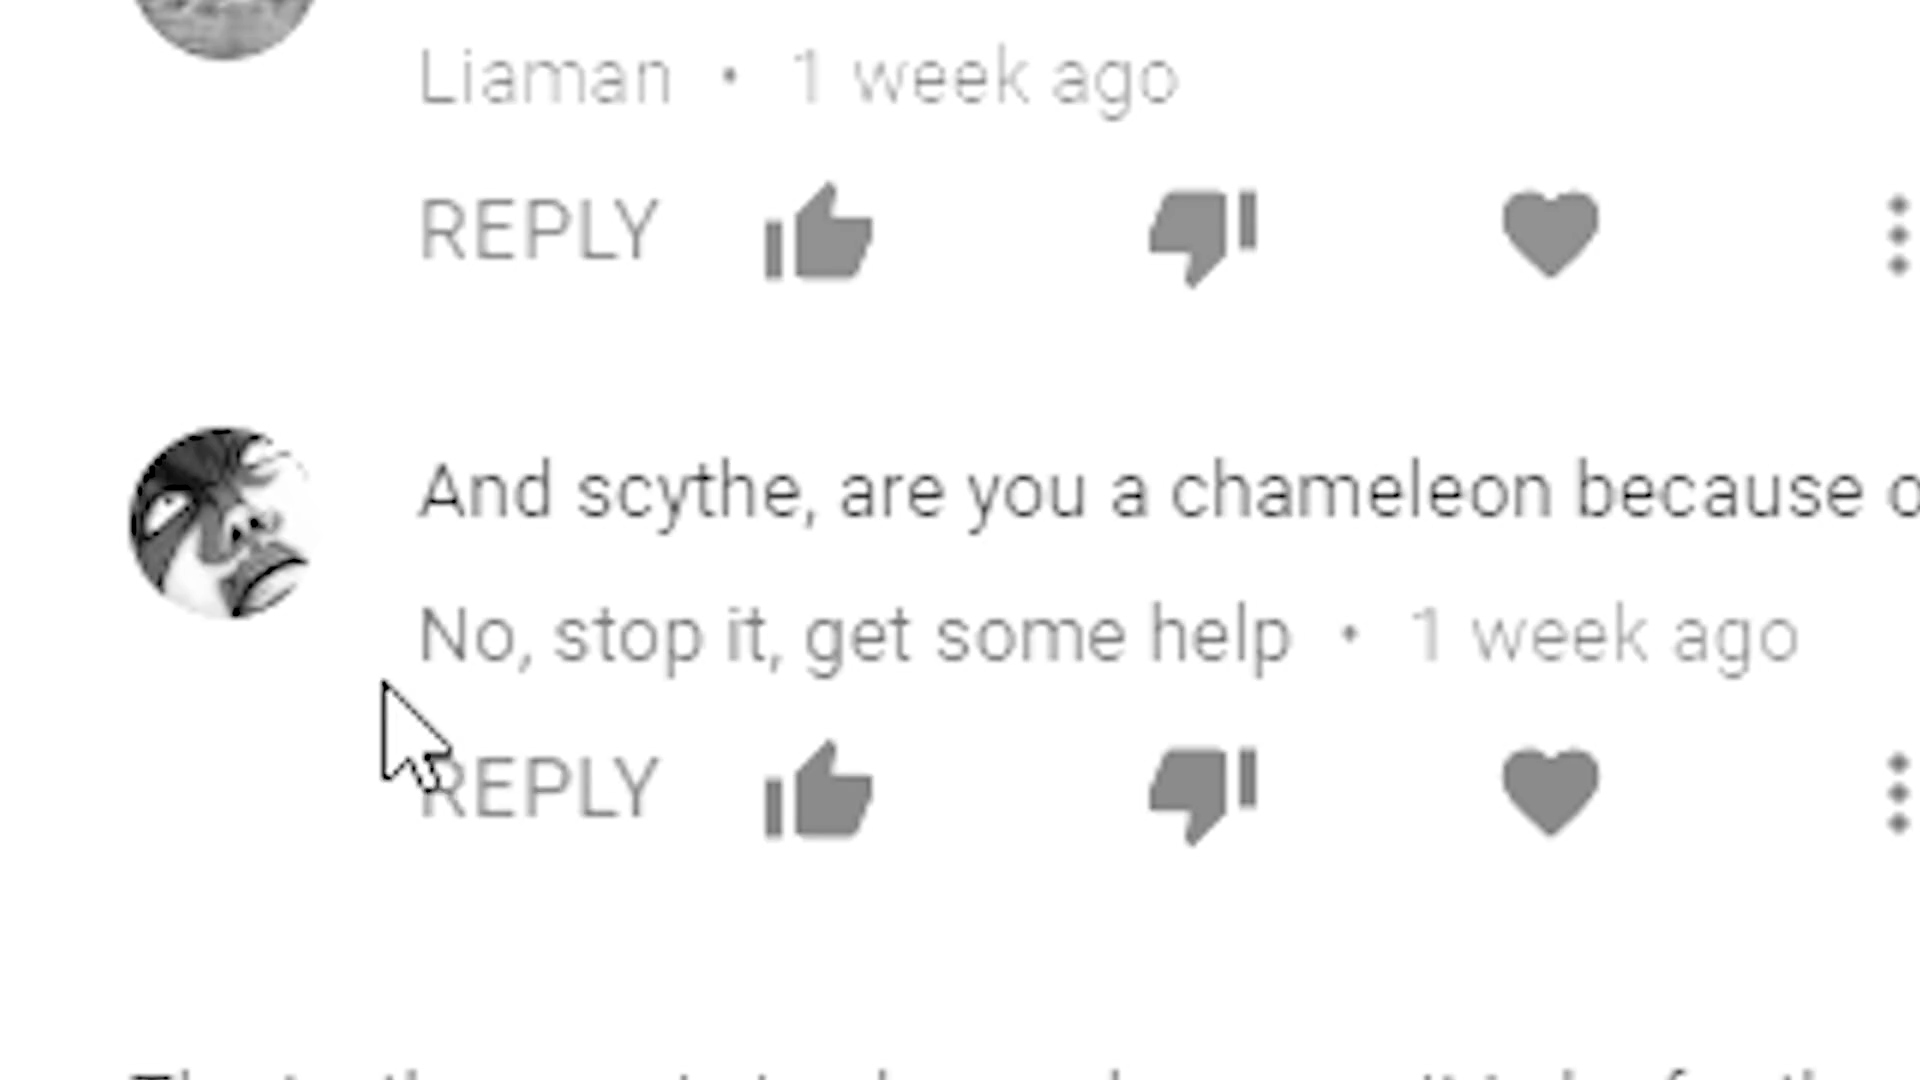 Liaman • 1 week ago
REPLY
And scythe, are you a chameleon because
No, stop it, get some help • 1 week ago
REPLY